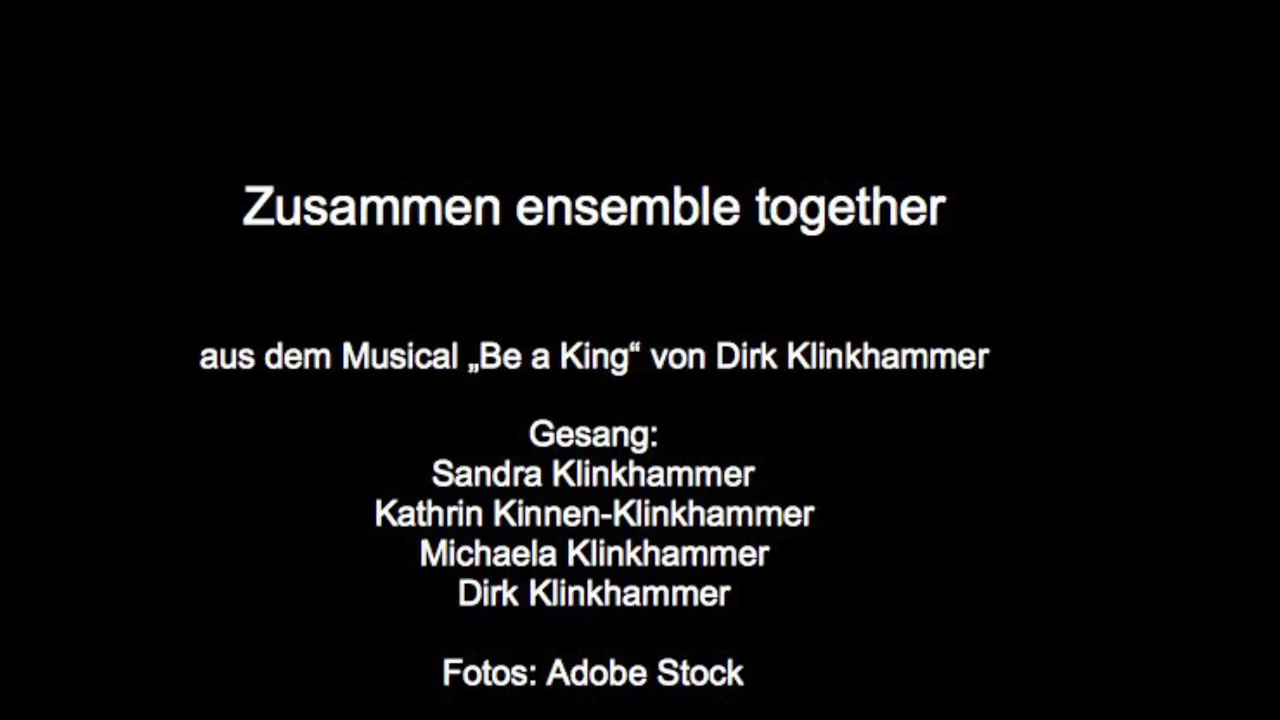 Zusammen ensemble together
aus dem Musical „Be a King“ von Dirk Klinkhammer
Gesang:
Sandra Klinkhammer
Kathrin Kinnen-Klinkhammer
Michaela Klinkhammer
Dirk Klinkhammer
Fotos: Adobe Stock